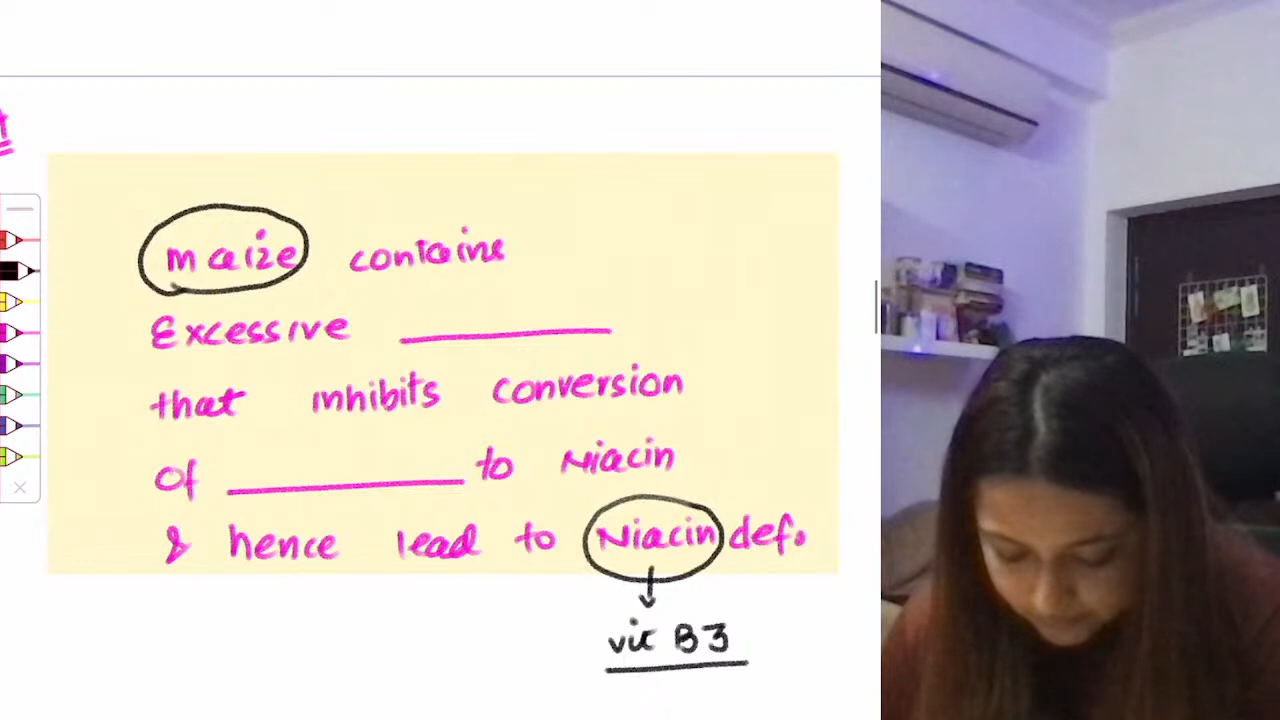 maize contains
Excessive ________
that inhibits conversion
of ________ to Niacin
& hence lead to Niacin def.
vit B3